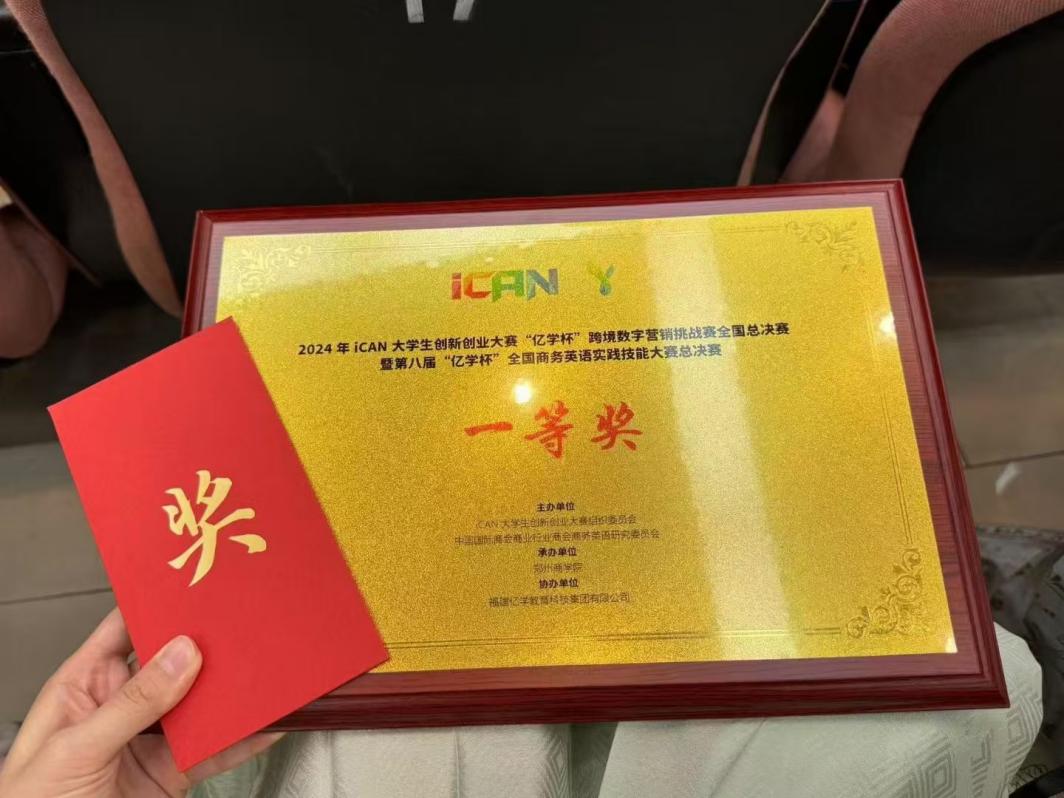 iCAN
2024 年 iCAN 大学生创新创业大赛“亿学杯”跨境数字营销挑战赛全国总决赛
暨第八届“亿学杯”全国商务英语实践技能大赛总决赛
一等奖
主办单位
iCAN 大学生创新创业大赛组织委员会
中国国际商会商业行业商会商务英语研究委员会
承办单位
郑州商学院
协办单位
福建亿学教育科技集团有限公司
奖